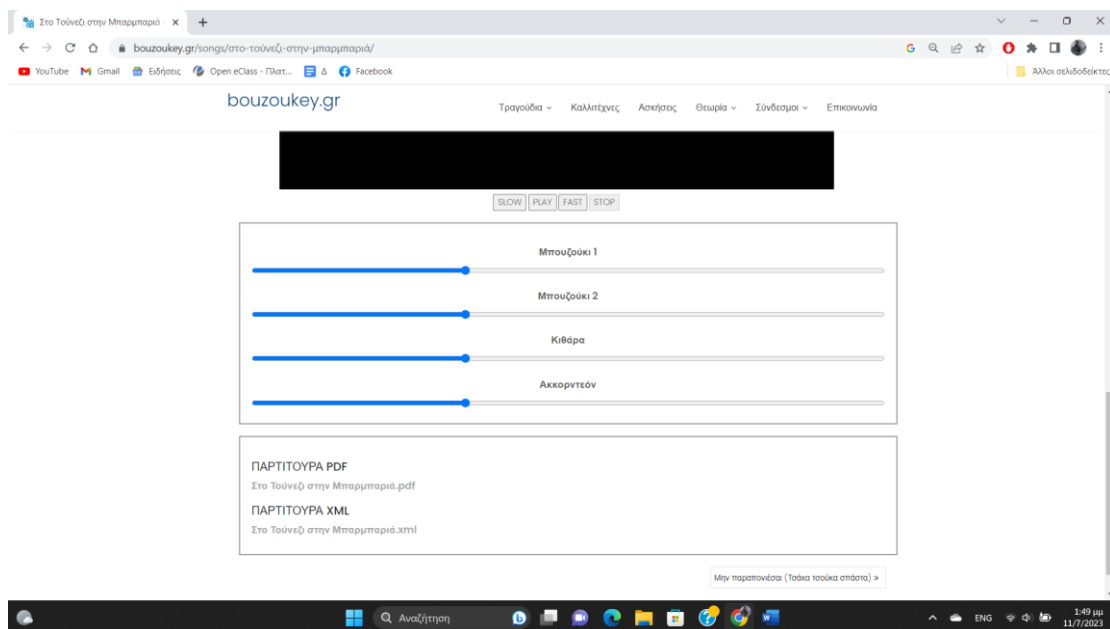 Στο Τούνεζι στην Μπαρμπαριά -
bouzoukey.gr/songs/στο-τούνεζι-στην-μπαρμπαριά/
YouTube Gmail Ειδήσεις Open eClass - Πλατ... Δ Facebook Άλλοι σελιδοδείκτες
bouzoukey.gr
Τραγούδια Καλλιτέχνες Ασκήσεις Θεωρία Σύνδεσμοι Επικοινωνία
SLOW PLAY FAST STOP
Μπουζούκι 1
Μπουζούκι 2
Κιθάρα
Ακκορντεόν
ΠΑΡΤΙΤΟΥΡΑ PDF
Στο Τούνεζι στην Μπαρμπαριά.pdf
ΠΑΡΤΙΤΟΥΡΑ XML
Στο Τούνεζι στην Μπαρμπαριά.xml
Μην παραπονιέσαι (Τσάκα τσούκα σπάστα) »
Αναζήτηση ENG 1:49 μμ
11/7/2023